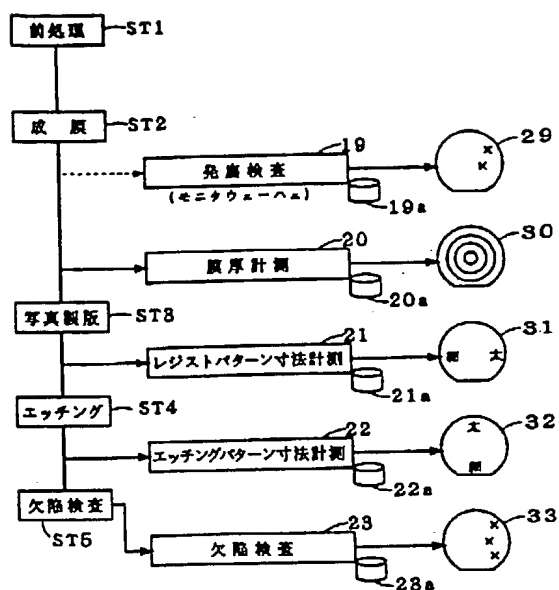 前処理 ST1
成膜 ST2
19 29
発塵検査
(モニタウェーハ) 19a
20 30
膜厚計測
20a
写真製版 ST3
21 31
レジストパターン寸法計測 細 太
21a
エッチング ST4
22 32
エッチングパターン寸法計測 太
細
22a
欠陥検査 23 33
ST5
欠陥検査
23a